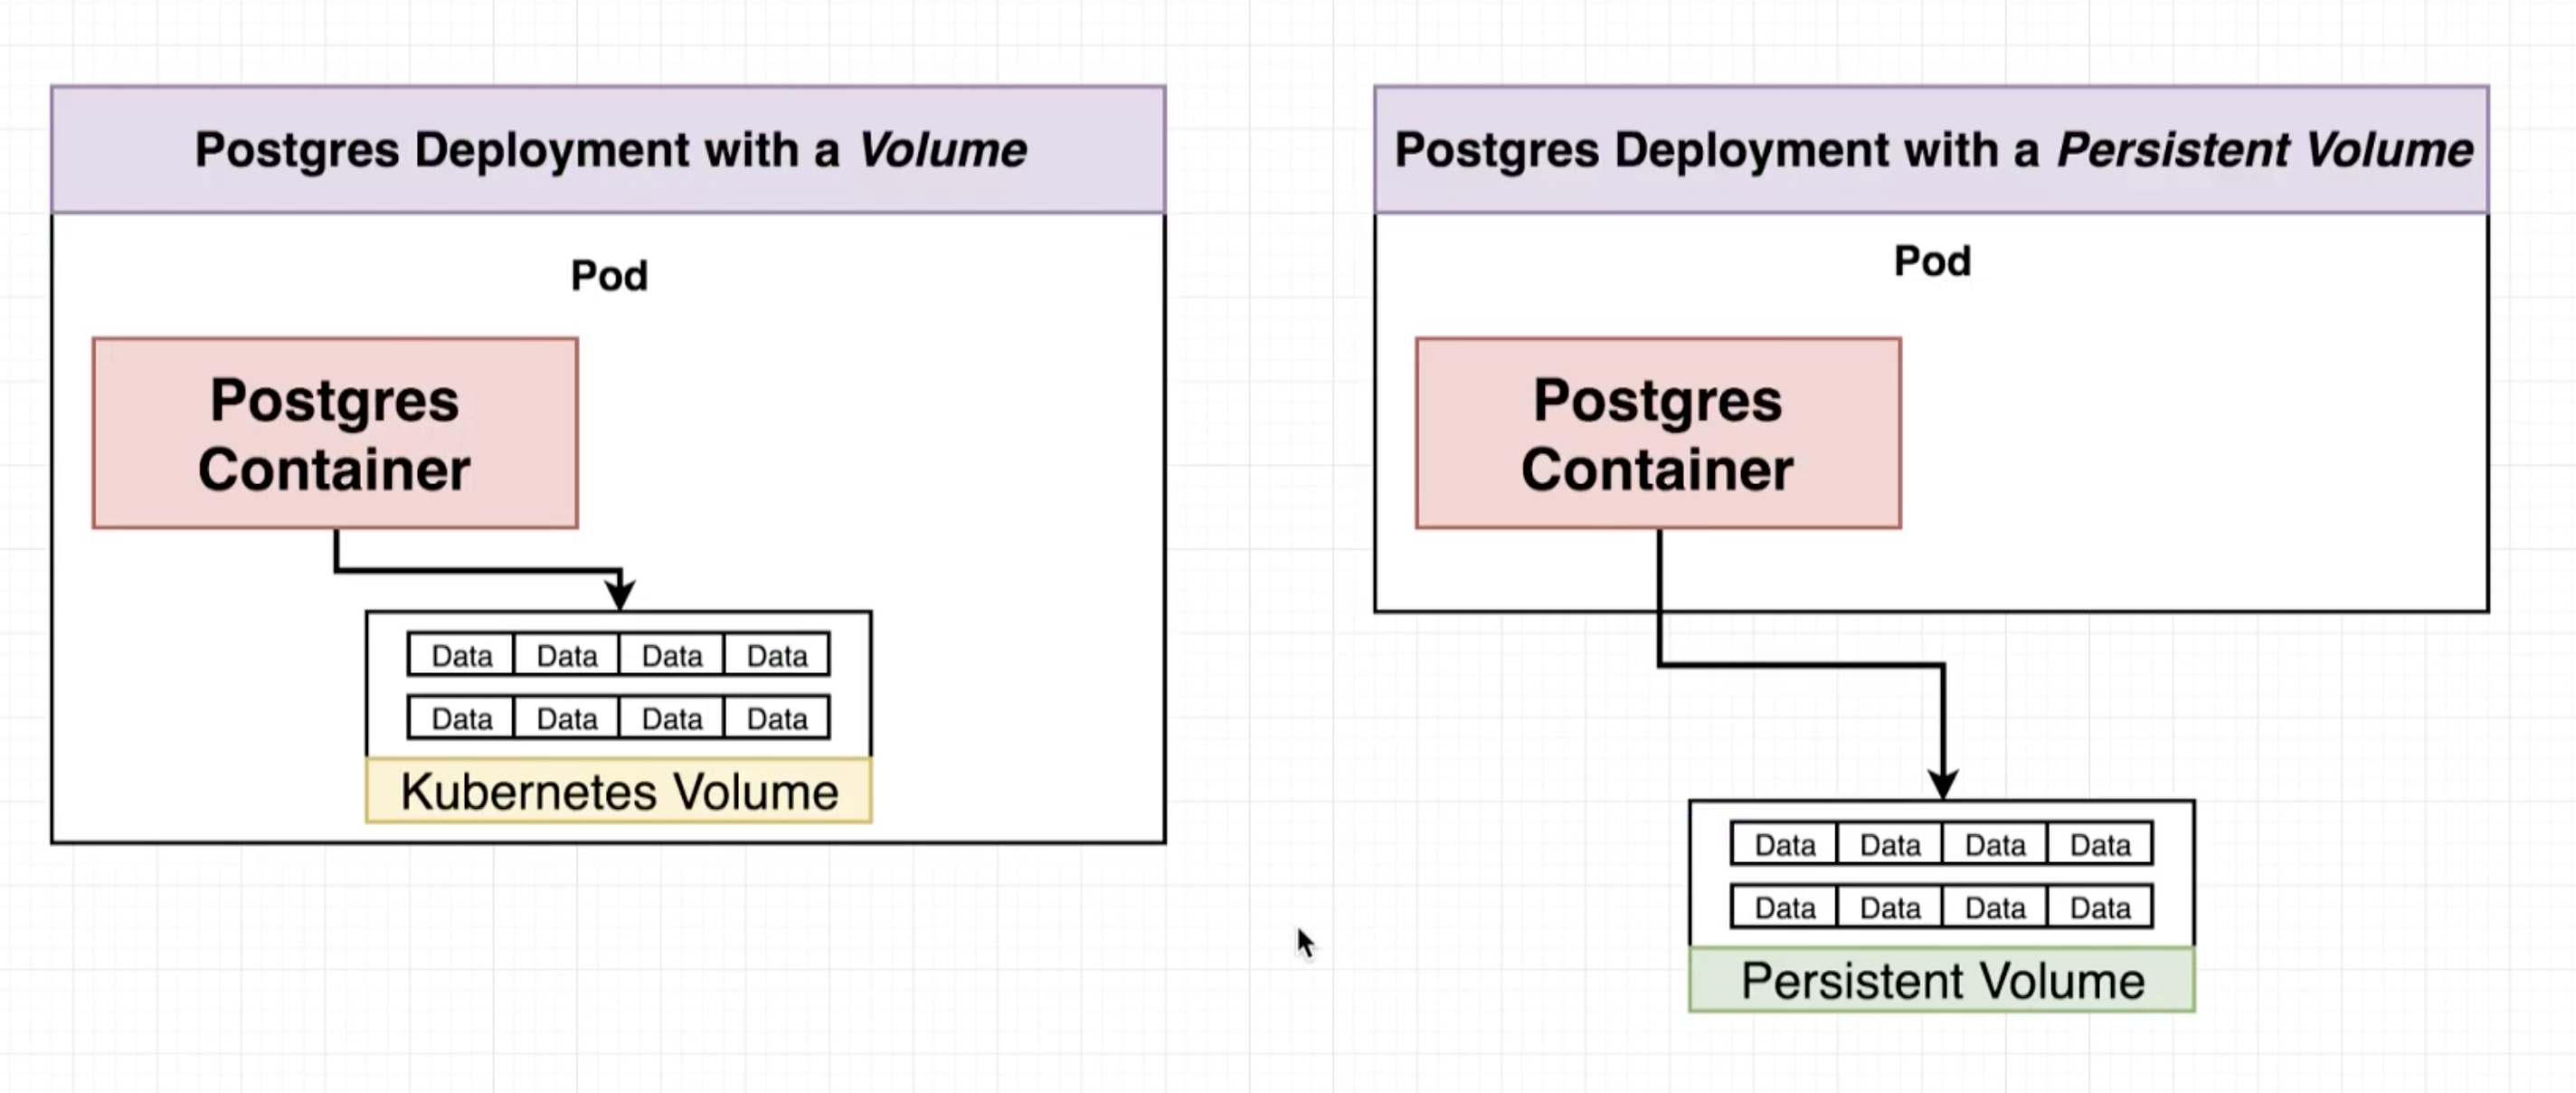 Postgres Deployment with a Volume
Pod
Postgres
Container
Data Data Data Data
Data Data Data Data
Kubernetes Volume
Postgres Deployment with a Persistent Volume
Pod
Postgres
Container
Data Data Data Data
Data Data Data Data
Persistent Volume